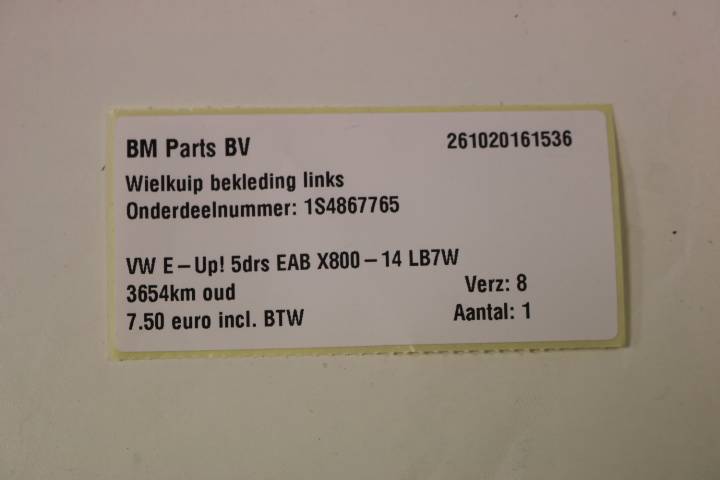 BM Parts BV 261020161536
Wielkuip bekleding links
Onderdeelnummer: 1S4867765
VW E-Up! 5drs EAB X800-14 LB7W
3654km oud Verz: 8
7.50 euro incl. BTW Aantal: 1